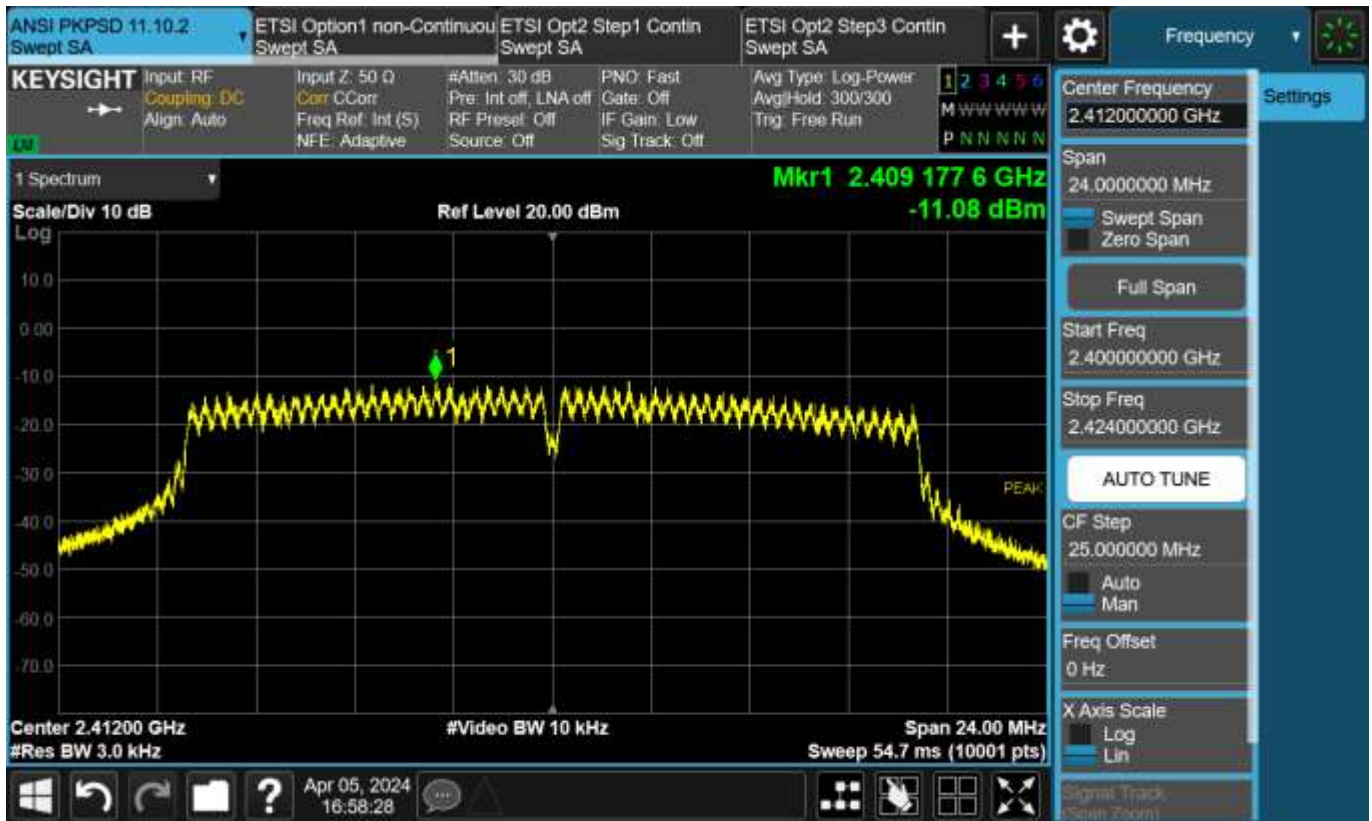 ANSI PKPSD 11.10.2
Swept SA
ETSI Option1 non-Continuou
Swept SA
ETSI Opt2 Step1 Contin
Swept SA
ETSI Opt2 Step3 Contin
Swept SA
+
Frequency
KEYSIGHT
Input: RF
Coupling: DC
Align: Auto
Input Z: 50 Ω
Corr CCorr
Freq Ref: Int (S)
NFE: Adaptive
#Atten: 30 dB
Pre: Int off, LNA off
RF Presel: Off
Source: Off
PNO: Fast
Gate: Off
IF Gain: Low
Sig Track: Off
Avg Type: Log-Power
Avg|Hold: 300/300
Trig: Free Run
1 2 3 4 5 6
M W W W W W
P N N N N N
1 Spectrum
Scale/Div 10 dB
Ref Level 20.00 dBm
Mkr1 2.409 177 6 GHz
-11.08 dBm
Log
10.0
0.00
-10.0
-20.0
-30.0
-40.0
-50.0
-60.0
-70.0
1
PEAK
Center 2.41200 GHz
#Res BW 3.0 kHz
#Video BW 10 kHz
Span 24.00 MHz
Sweep 54.7 ms (10001 pts)
Center Frequency
2.412000000 GHz
Settings
Span
24.0000000 MHz
Swept Span
Zero Span
Full Span
Start Freq
2.400000000 GHz
Stop Freq
2.424000000 GHz
AUTO TUNE
CF Step
25.000000 MHz
Auto
Man
Freq Offset
0 Hz
X Axis Scale
Log
Lin
Signal Track
(Span Zoom)
?
Apr 05, 2024
16:58:28